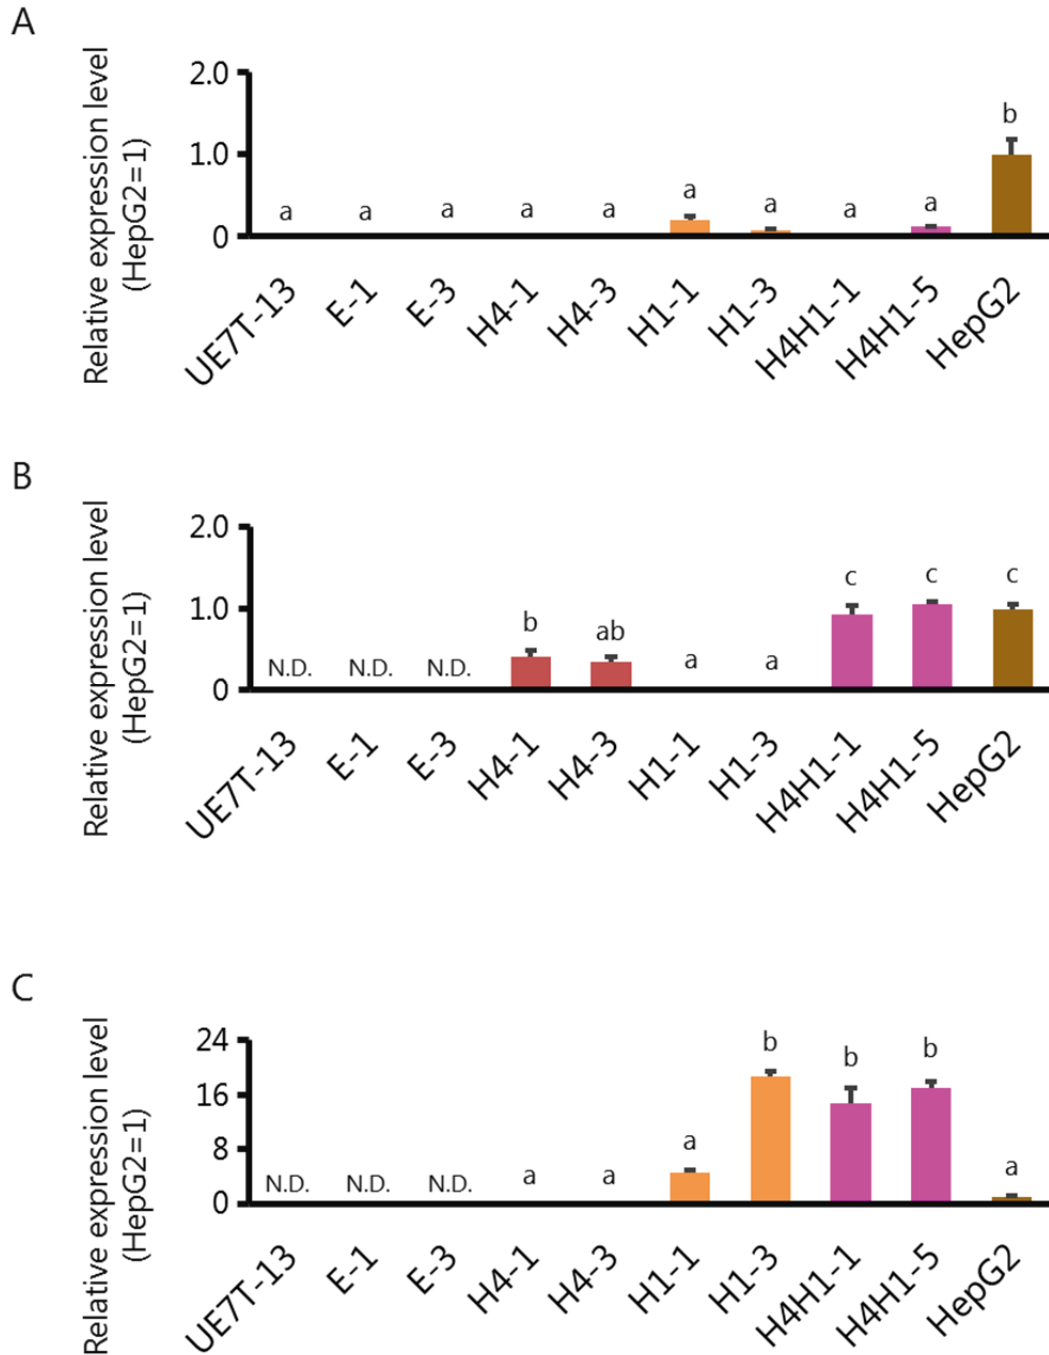 A
Relative expression level
(HepG2=1)
2.0
1.0
0
a a a a a a a a a b
UE7T-13 E-1 E-3 H4-1 H4-3 H1-1 H1-3 H4H1-1 H4H1-5 HepG2
B
Relative expression level
(HepG2=1)
2.0
1.0
0
N.D. N.D. N.D. b ab a a c c c
UE7T-13 E-1 E-3 H4-1 H4-3 H1-1 H1-3 H4H1-1 H4H1-5 HepG2
C
Relative expression level
(HepG2=1)
24
16
8
0
N.D. N.D. N.D. a a a b b b a
UE7T-13 E-1 E-3 H4-1 H4-3 H1-1 H1-3 H4H1-1 H4H1-5 HepG2